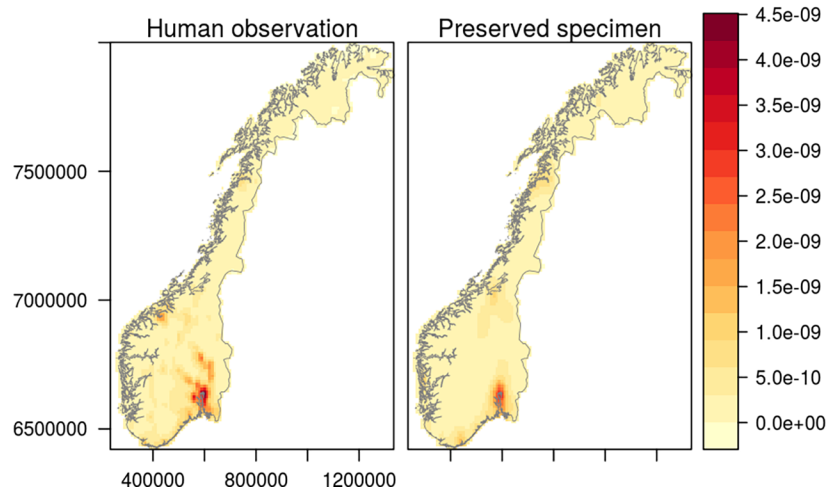 Human observation
Preserved specimen
4.5e-09
4.0e-09
3.5e-09
3.0e-09
2.5e-09
2.0e-09
1.5e-09
1.0e-09
5.0e-10
0.0e+00
7500000
7000000
6500000
400000
800000
1200000